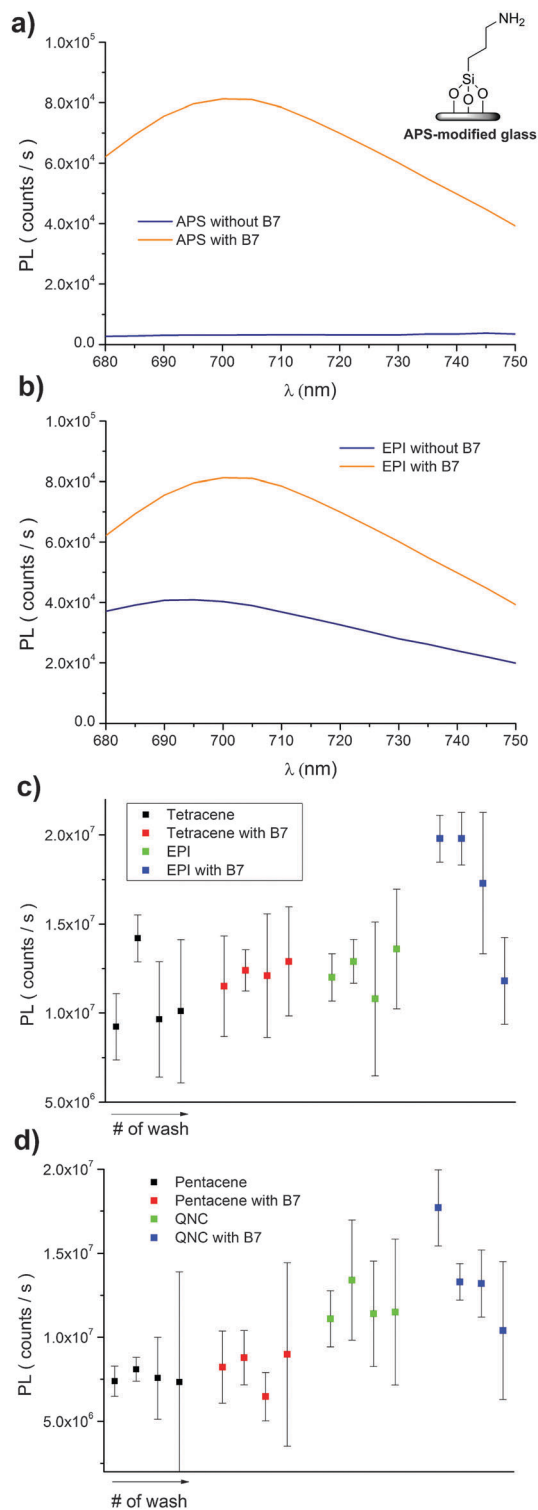 a)
NH2
Si
O O O
APS-modified glass
1.0x10^5
8.0x10^4
6.0x10^4
4.0x10^4
2.0x10^4
0.0
PL ( counts / s )
APS without B7
APS with B7
680 690 700 710 720 730 740 750
λ (nm)
b)
1.0x10^5
8.0x10^4
6.0x10^4
4.0x10^4
2.0x10^4
0.0
PL ( counts / s )
EPI without B7
EPI with B7
680 690 700 710 720 730 740 750
λ (nm)
c)
2.0x10^7
1.5x10^7
1.0x10^7
5.0x10^6
PL ( counts / s )
Tetracene
Tetracene with B7
EPI
EPI with B7
# of wash
d)
2.0x10^7
1.5x10^7
1.0x10^7
5.0x10^6
PL ( counts / s )
Pentacene
Pentacene with B7
QNC
QNC with B7
# of wash